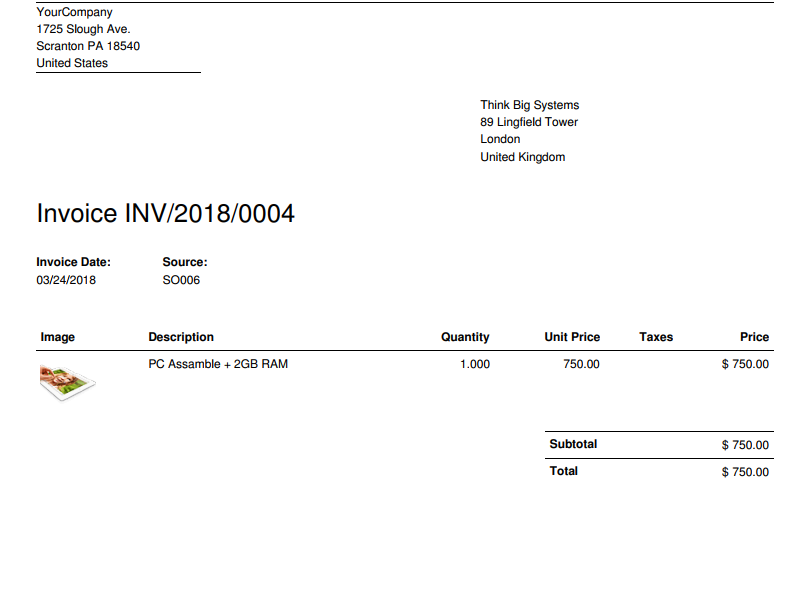 YourCompany
1725 Slough Ave.
Scranton PA 18540
United States
Think Big Systems
89 Lingfield Tower
London
United Kingdom
Invoice INV/2018/0004
Invoice Date: Source:
03/24/2018 SO006
Image Description Quantity Unit Price Taxes Price
PC Assamble + 2GB RAM 1.000 750.00 $ 750.00
Subtotal $ 750.00
Total $ 750.00